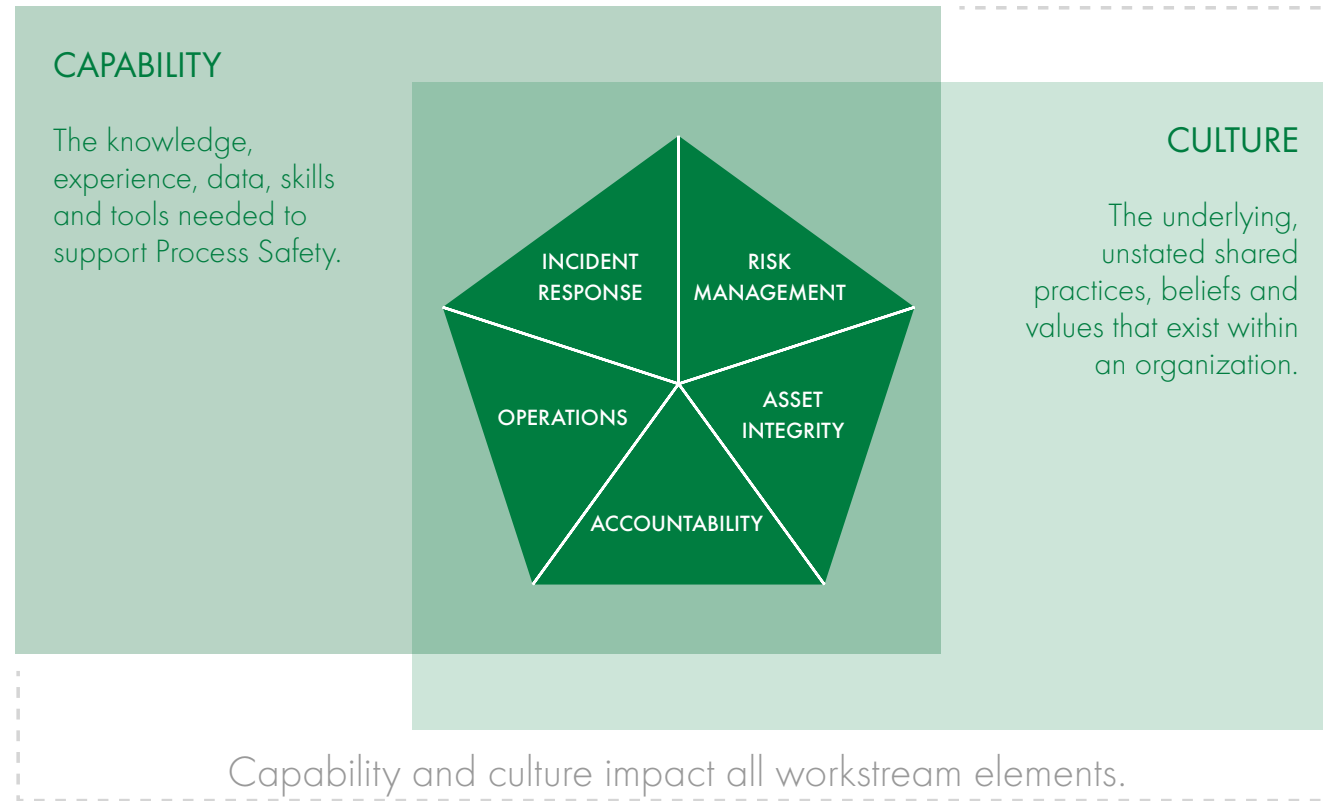 CAPABILITY
The knowledge,
experience, data, skills
and tools needed to
support Process Safety.
CULTURE
The underlying,
unstated shared
practices, beliefs and
values that exist within
an organization.
INCIDENT
RESPONSE
RISK
MANAGEMENT
OPERATIONS
ASSET
INTEGRITY
ACCOUNTABILITY
Capability and culture impact all workstream elements.